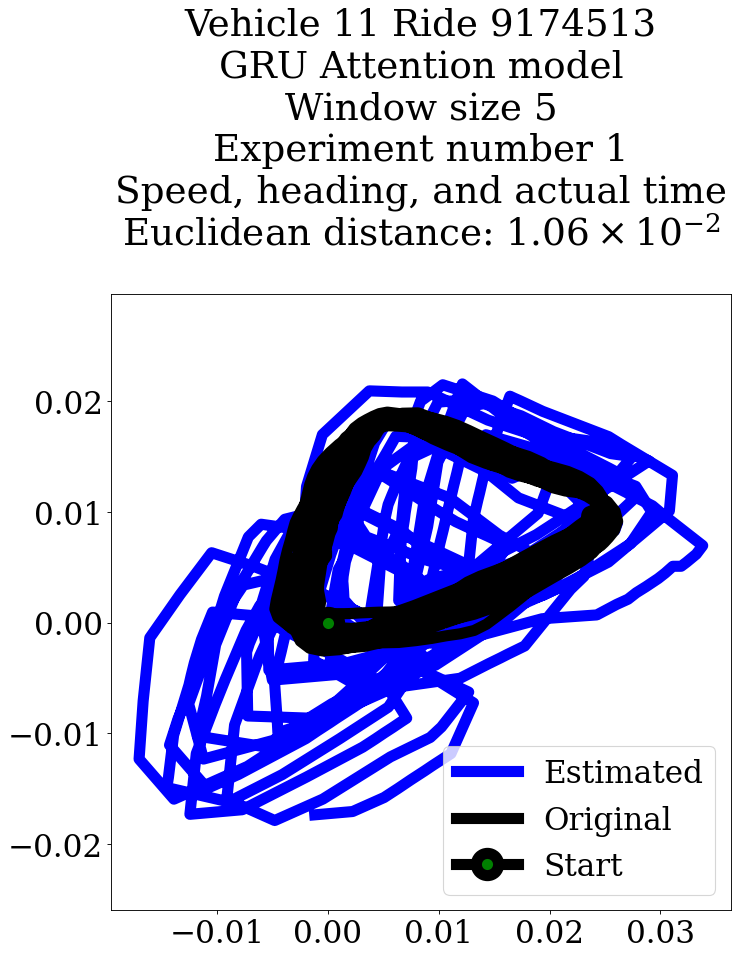 Vehicle 11 Ride 9174513
GRU Attention model
Window size 5
Experiment number 1
Speed, heading, and actual time
Euclidean distance: 1.06 × 10⁻²
0.02
0.01
0.00
−0.01
−0.02
Estimated
Original
Start
−0.01 0.00 0.01 0.02 0.03